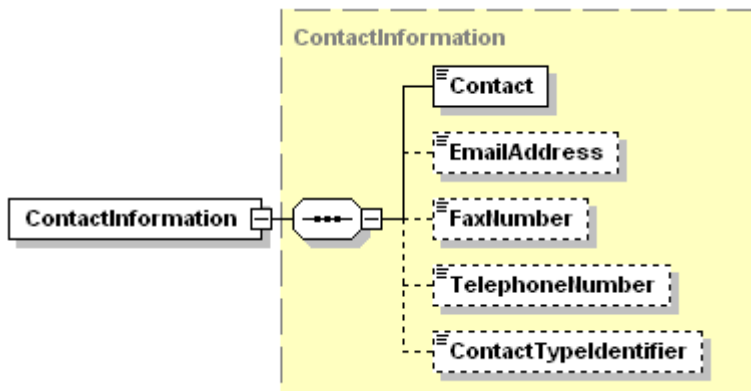 ContactInformation
Contact
EmailAddress
FaxNumber
ContactInformation
TelephoneNumber
ContactTypeIdentifier